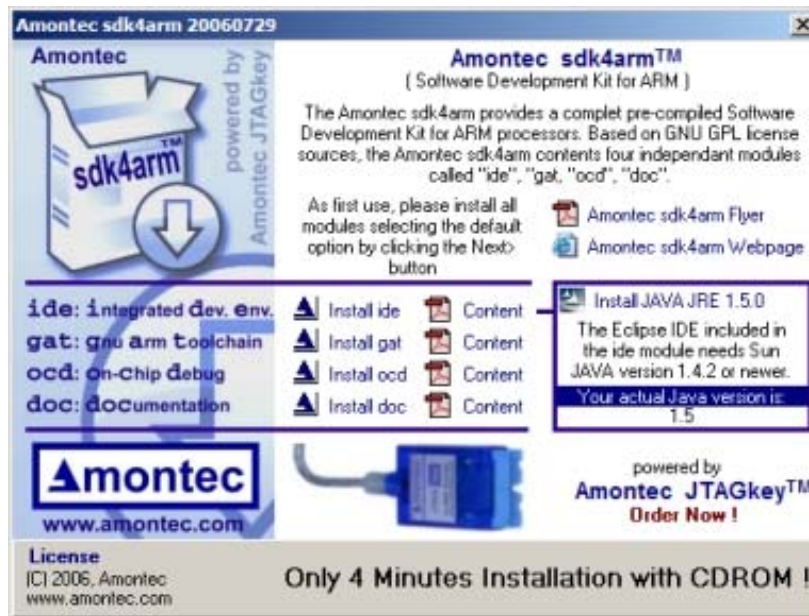 Amontec sdk4arm 20060729
Amontec
sdk4arm™
powered by
Amontec JTAGkey
Amontec sdk4arm™
( Software Development Kit for ARM )
The Amontec sdk4arm provides a complet pre-compiled Software
Development Kit for ARM processors. Based on GNU GPL license
sources, the Amontec sdk4arm contents four independant modules
called "ide", "gat, "ocd", "doc".
As first use, please install all
modules selecting the default
option by clicking the Next>
button
Amontec sdk4arm Flyer
Amontec sdk4arm Webpage
ide: integrated dev. env. Install ide Content
gat: gnu arm toolchain Install gat Content
ocd: on-chip debug Install ocd Content
doc: documentation Install doc Content
Install JAVA JRE 1.5.0
The Eclipse IDE included in
the ide module needs Sun
JAVA version 1.4.2 or newer.
Your actual Java version is:
1.5
Amontec
www.amontec.com
powered by
Amontec JTAGkey™
Order Now !
License
(C) 2006, Amontec
www.amontec.com
Only 4 Minutes Installation with CDROM !